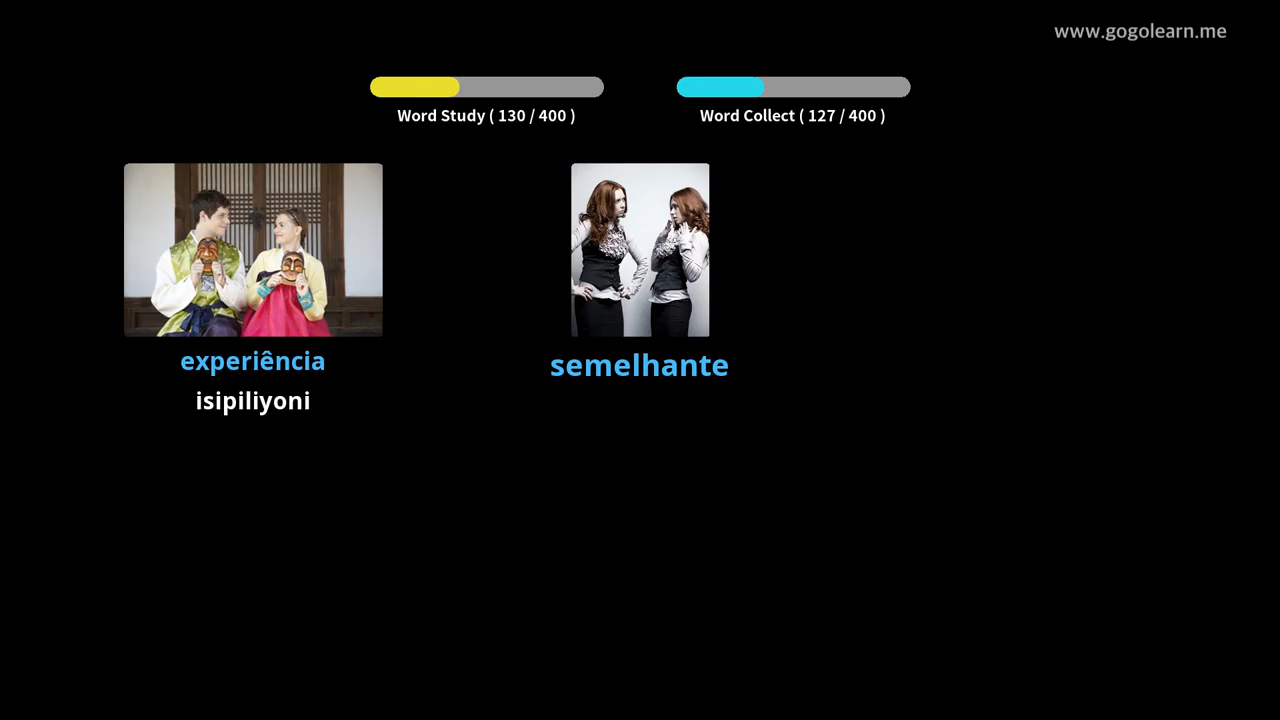 www.gogolearn.me
Word Study ( 130 / 400 )
Word Collect ( 127 / 400 )
experiência
isipiliyoni
semelhante